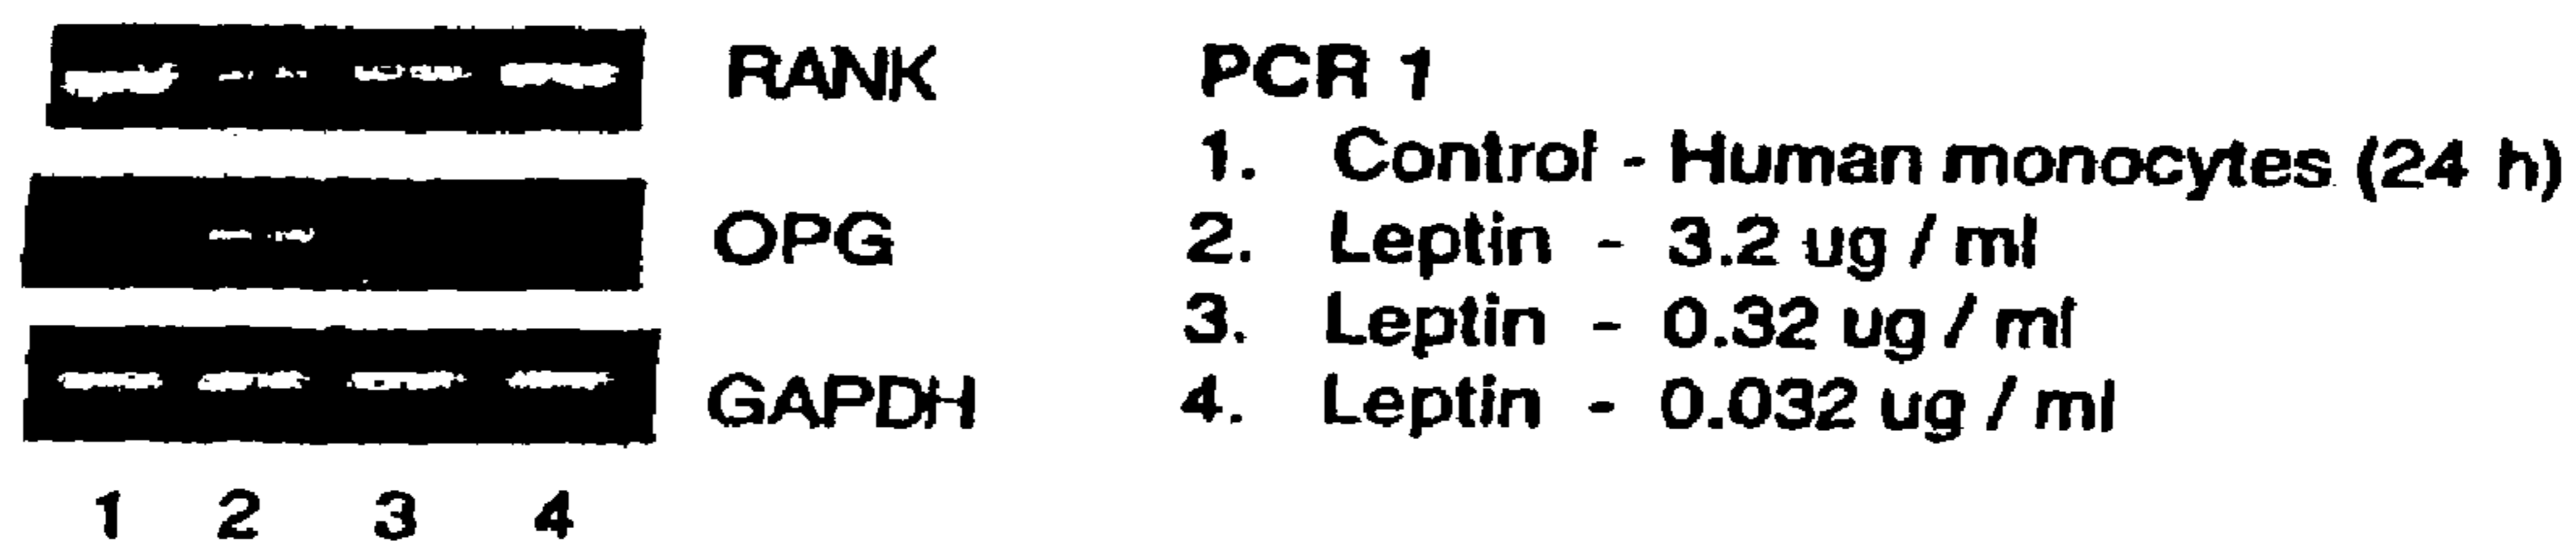 RANK
OPG
GAPDH
1 2 3 4
PCR 1
1. Control - Human monocytes (24 h)
2. Leptin - 3.2 ug / ml
3. Leptin - 0.32 ug / ml
4. Leptin - 0.032 ug / ml